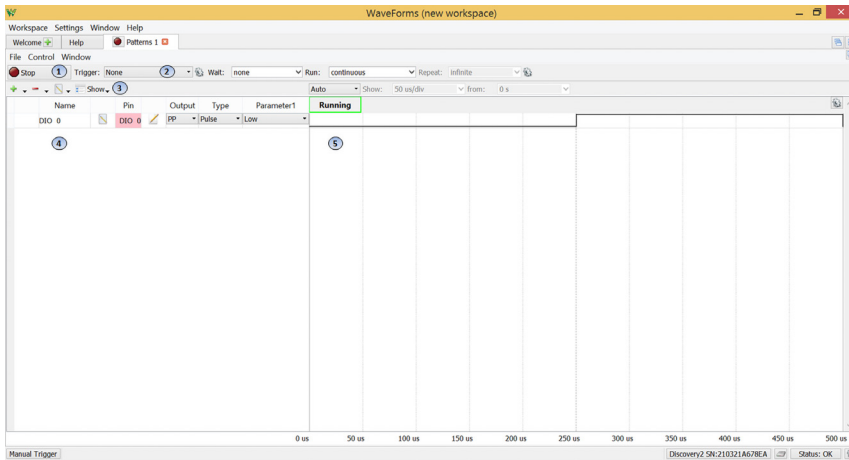 WaveForms (new workspace)
Workspace Settings Window Help
Welcome Help Patterns 1
File Control Window
Stop 1 Trigger: None 2 Wait: none Run: continuous Repeat: infinite
Show 3 Auto Show: 50 us/div from: 0 s
Name Pin Output Type Parameter1 Running
DIO 0 DIO 0 PP Pulse Low
4 5
0 us 50 us 100 us 150 us 200 us 250 us 300 us 350 us 400 us 450 us 500 us
Manual Trigger Discovery2 SN:210321A678EA Status: OK